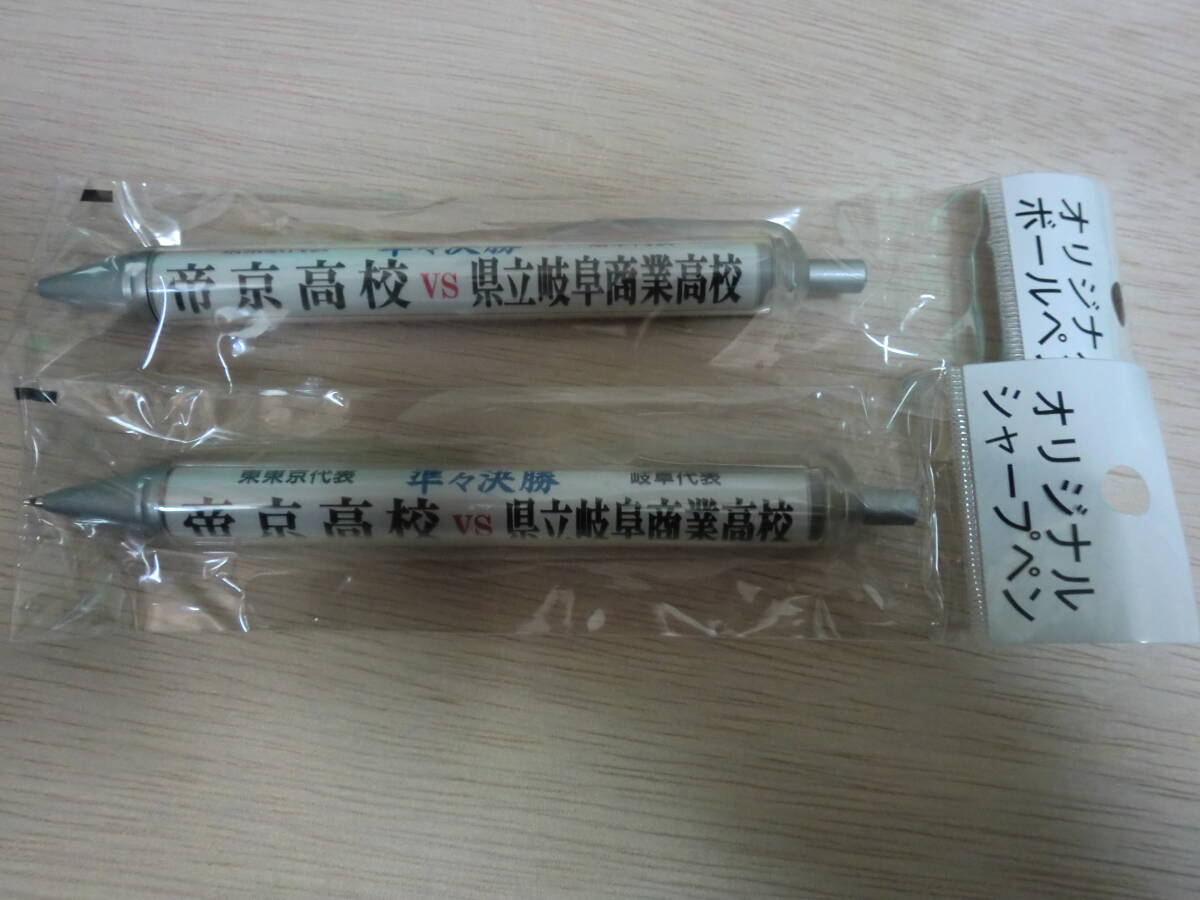 準々決勝
帝京高校 VS 県立岐阜商業高校
オリジナ
ボールペン
東東京代表 準々決勝 岐阜代表
帝京高校 VS 県立岐阜商業高校
オリジナル
シャープペン